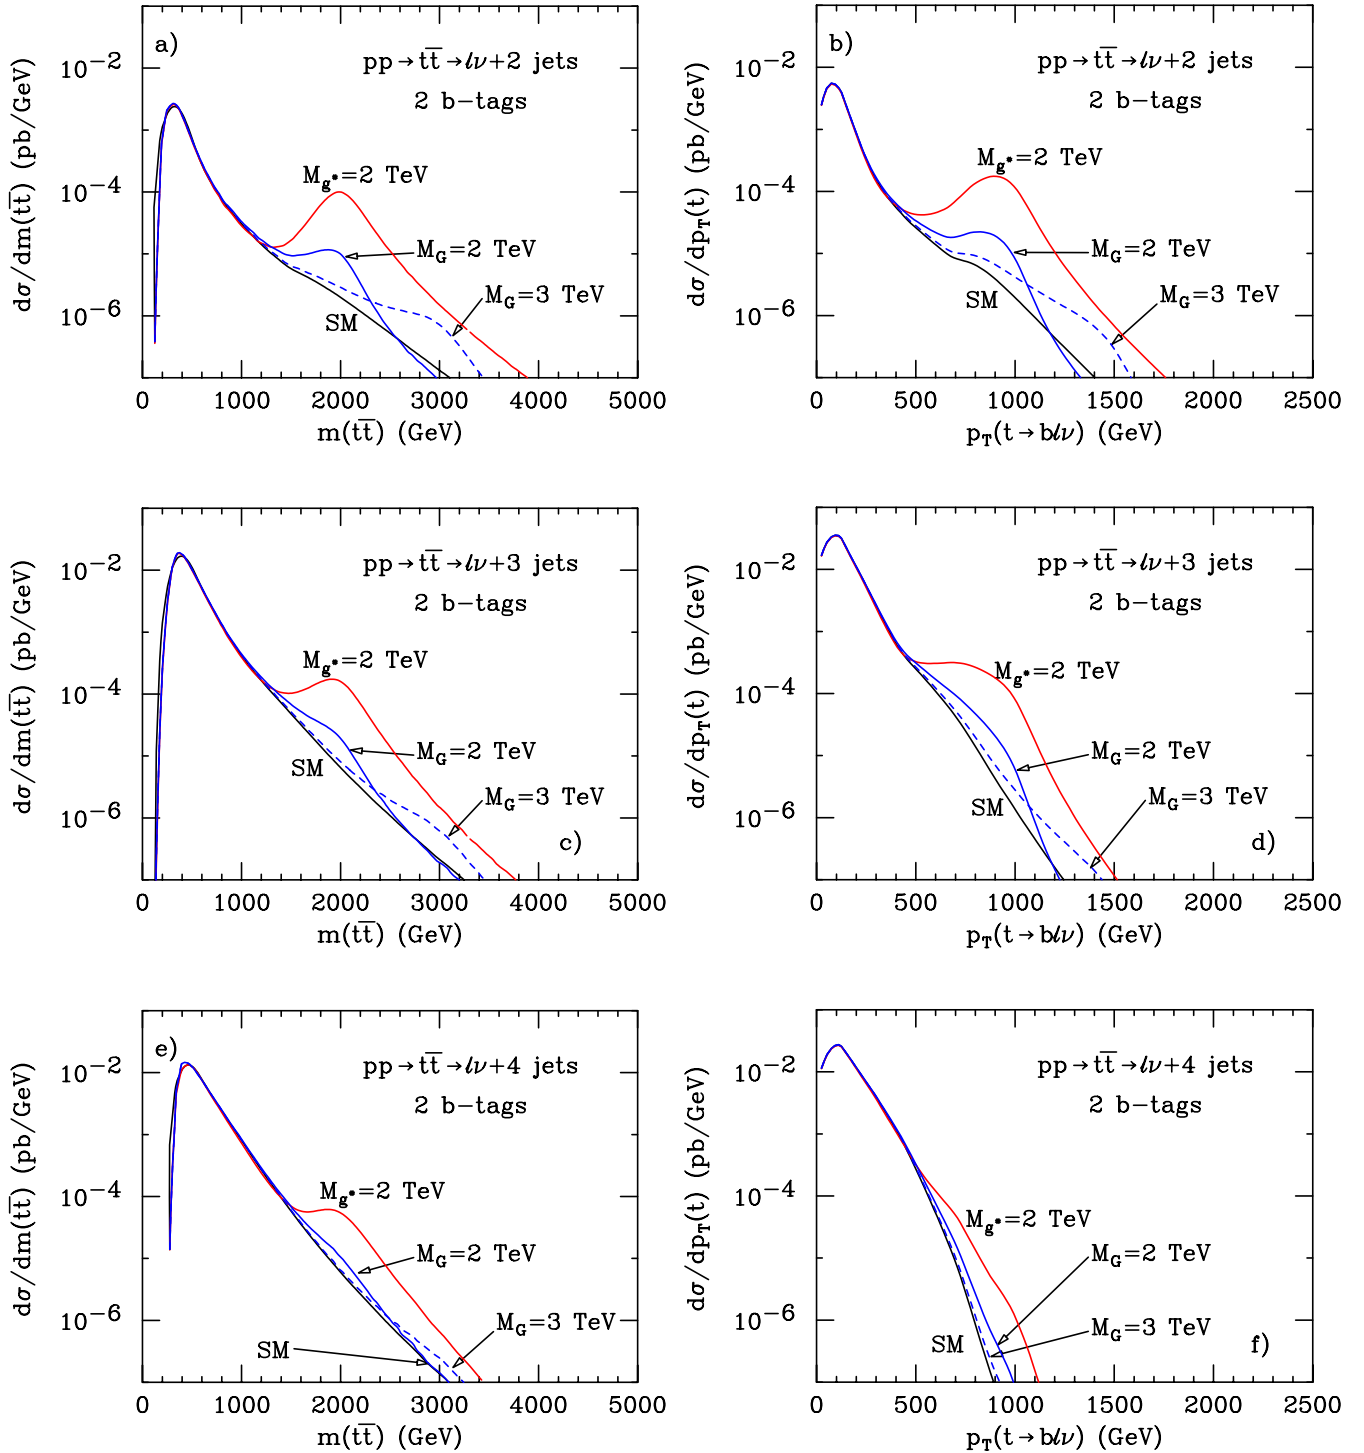 a)
pp→tt̅→lν+2 jets
2 b−tags
M_g*=2 TeV
M_G=2 TeV
M_G=3 TeV
SM
10^−2
10^−4
10^−6
dσ/dm(tt̅) (pb/GeV)
0 1000 2000 3000 4000 5000
m(tt̅) (GeV)
b)
pp→tt̅→lν+2 jets
2 b−tags
M_g*=2 TeV
M_G=2 TeV
M_G=3 TeV
SM
10^−2
10^−4
10^−6
dσ/dp_T(t) (pb/GeV)
0 500 1000 1500 2000 2500
p_T(t→blν) (GeV)
pp→tt̅→lν+3 jets
2 b−tags
M_g*=2 TeV
M_G=2 TeV
SM
M_G=3 TeV
c)
10^−2
10^−4
10^−6
dσ/dm(tt̅) (pb/GeV)
0 1000 2000 3000 4000 5000
m(tt̅) (GeV)
pp→tt̅→lν+3 jets
2 b−tags
M_g*=2 TeV
M_G=2 TeV
M_G=3 TeV
SM
d)
10^−2
10^−4
10^−6
dσ/dp_T(t) (pb/GeV)
0 500 1000 1500 2000 2500
p_T(t→blν) (GeV)
e)
pp→tt̅→lν+4 jets
2 b−tags
M_g*=2 TeV
M_G=2 TeV
M_G=3 TeV
SM
10^−2
10^−4
10^−6
dσ/dm(tt̅) (pb/GeV)
0 1000 2000 3000 4000 5000
m(tt̅) (GeV)
pp→tt̅→lν+4 jets
2 b−tags
M_g*=2 TeV
M_G=2 TeV
M_G=3 TeV
SM
f)
10^−2
10^−4
10^−6
dσ/dp_T(t) (pb/GeV)
0 500 1000 1500 2000 2500
p_T(t→blν) (GeV)